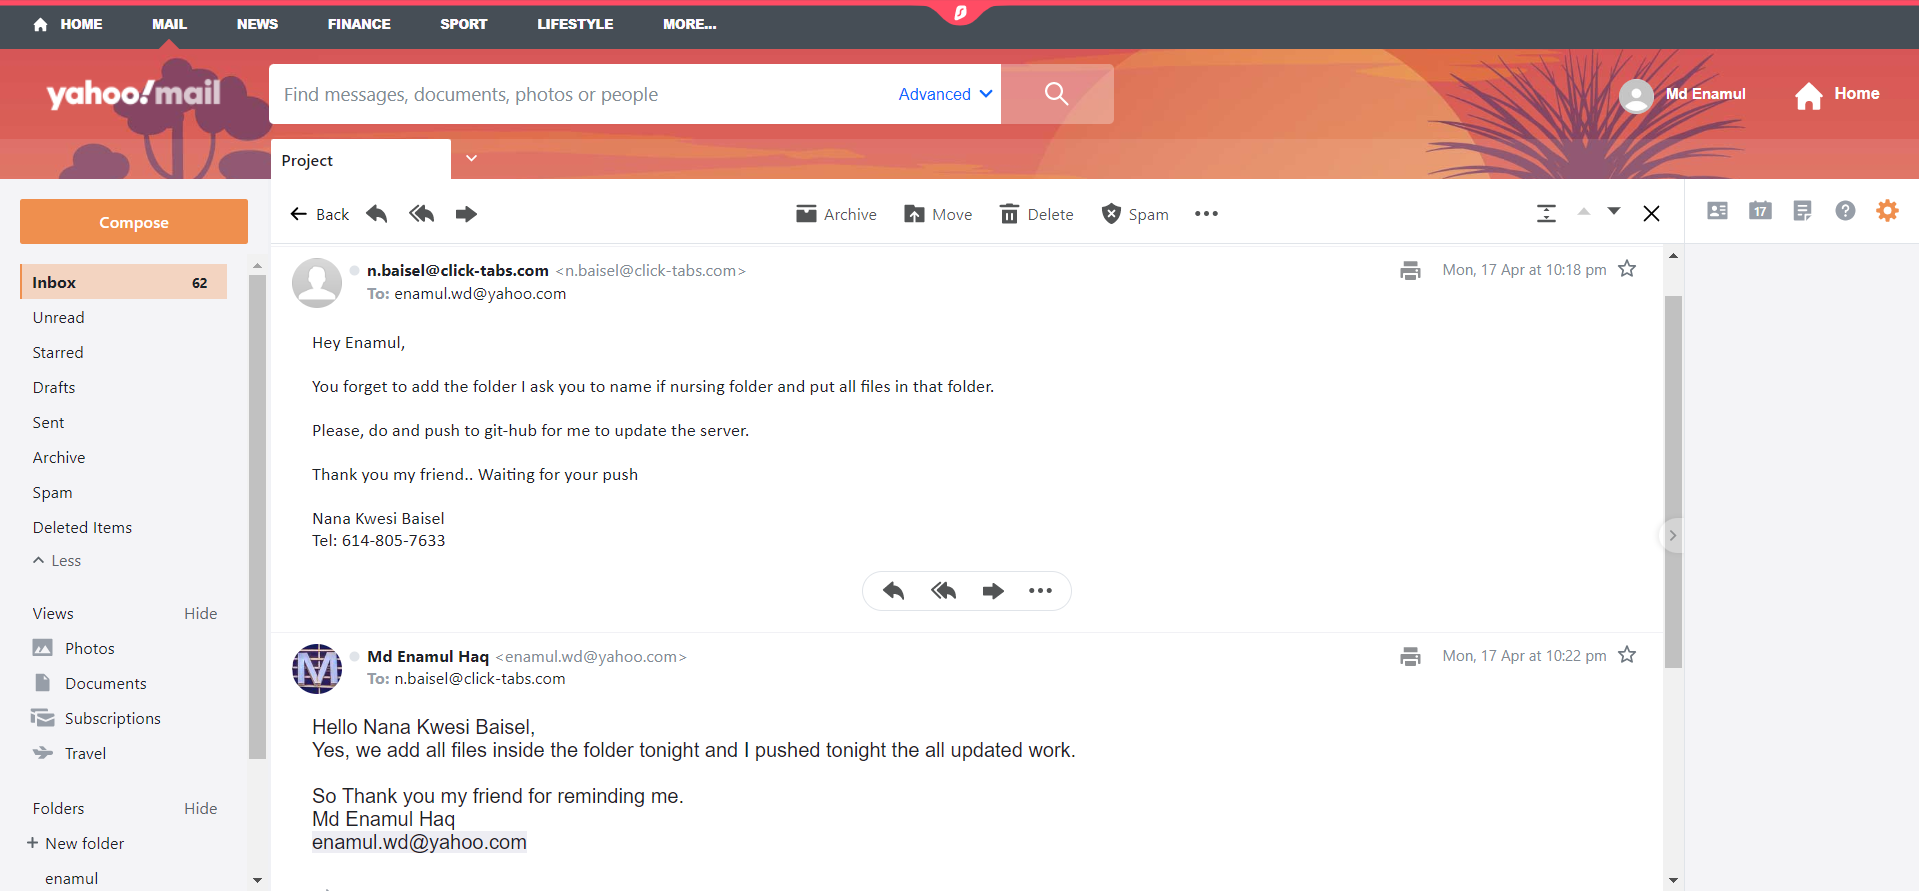 HOME MAIL NEWS FINANCE SPORT LIFESTYLE MORE...
yahoo!mail
Find messages, documents, photos or people
Advanced
Md Enamul
Home
Project
Compose
Back
Archive
Move
Delete
Spam
17
Inbox 62
Unread
Starred
Drafts
Sent
Archive
Spam
Deleted Items
Less
Views Hide
Photos
Documents
Subscriptions
Travel
Folders Hide
+ New folder
enamul
n.baisel@click-tabs.com <n.baisel@click-tabs.com>
Mon, 17 Apr at 10:18 pm
To: enamul.wd@yahoo.com
Hey Enamul,
You forget to add the folder I ask you to name if nursing folder and put all files in that folder.
Please, do and push to git-hub for me to update the server.
Thank you my friend.. Waiting for your push
Nana Kwesi Baisel
Tel: 614-805-7633
M
Md Enamul Haq <enamul.wd@yahoo.com>
Mon, 17 Apr at 10:22 pm
To: n.baisel@click-tabs.com
Hello Nana Kwesi Baisel,
Yes, we add all files inside the folder tonight and I pushed tonight the all updated work.
So Thank you my friend for reminding me.
Md Enamul Haq
enamul.wd@yahoo.com